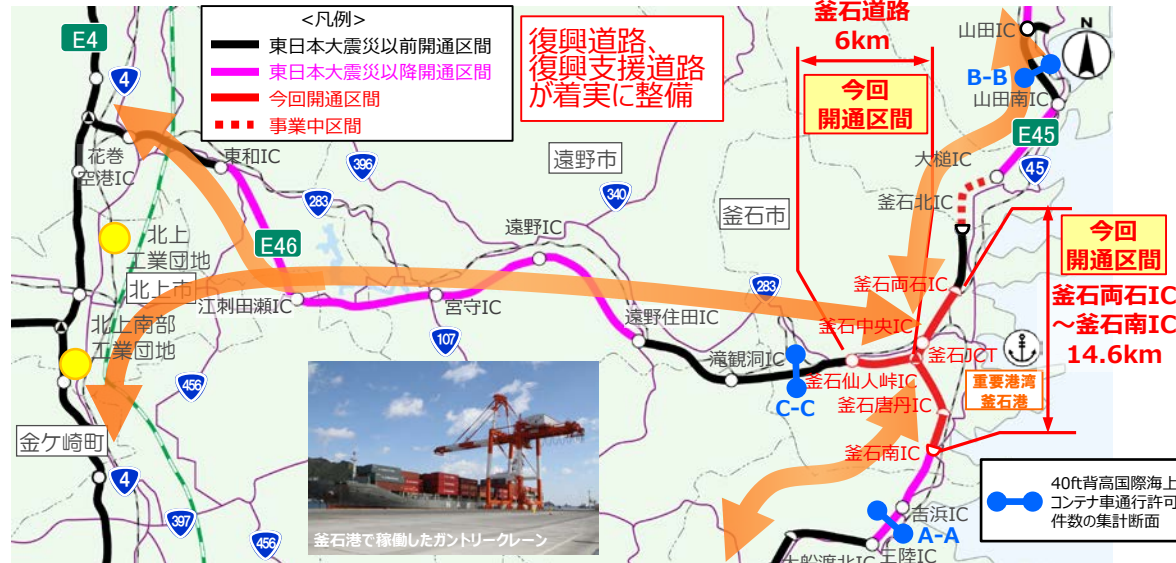 <凡例>
東日本大震災以前開通区間
東日本大震災以降開通区間
今回開通区間
事業中区間
復興道路、
復興支援道路
が着実に整備
釜石道路
6km
今回
開通区間
山田IC
N
B-B
山田南IC
E45
45
大槌IC
釜石北IC
E4
4
花巻
空港IC
東和IC
396
遠野市
340
283
釜石市
E46
遠野IC
北上
工業団地
北上市
江刺田瀬IC
宮守IC
283
釜石両石IC
今回
開通区間
釜石両石IC
~釜石南IC
14.6km
北上南部
工業団地
107
遠野住田IC
釜石中央IC
滝観洞IC
釜石JCT
釜石仙人峠IC
重要港湾
釜石港
456
C-C
釜石唐丹IC
金ケ崎町
釜石南IC
4
397
456
釜石港で稼働したガントリークレーン
40ft背高国際海上
コンテナ車通行許可
件数の集計断面
吉浜IC
A-A
三陸IC
大船渡北IC